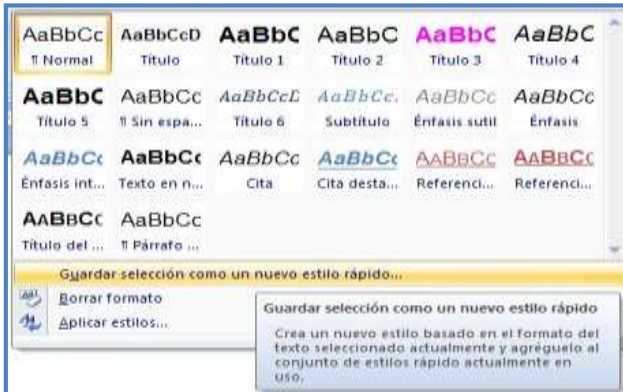 AaBbCc AaBbCcD AaBbC AaBbC AaBbC AaBbC
¶ Normal Título Título 1 Título 2 Título 3 Título 4
AaBbC AaBbCc AaBbCcD AaBbCc. AaBbCc AaBbCc
Título 5 ¶ Sin espa... Título 6 Subtítulo Énfasis sutil Énfasis
AaBbCc AaBbCc AaBbCc AaBbCc AaBbCc AaBbCc
Énfasis int... Texto en n... Cita Cita desta... Referenci... Referenci...
AaBbCc AaBbCc
Título del ... ¶ Párrafo ...
Guardar selección como un nuevo estilo rápido...
Borrar formato
Aplicar estilos...
Guardar selección como un nuevo estilo rápido
Crea un nuevo estilo basado en el formato del
texto seleccionado actualmente y agréguelo al
conjunto de estilos rápido actualmente en
uso.